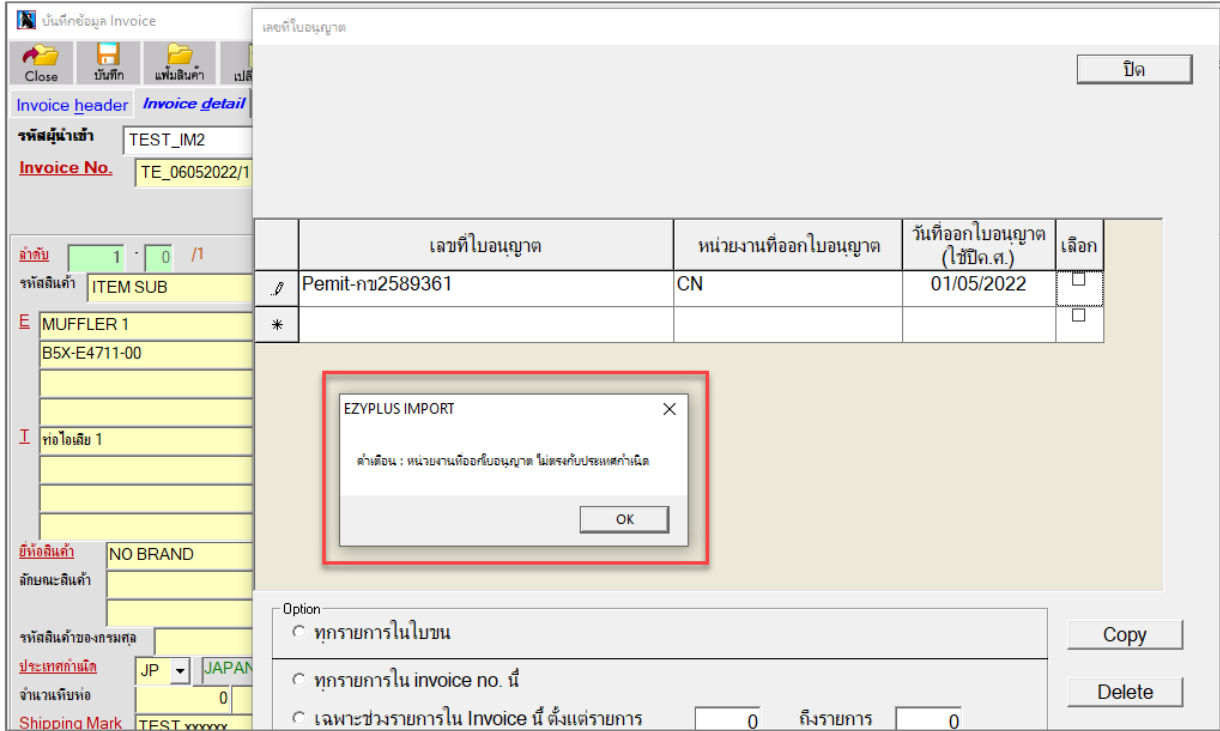 บันทึกข้อมูล Invoice
เลขที่ใบอนุญาต
Close
บันทึก
แฟ้มสินค้า
ปิด
Invoice header
Invoice detail
รหัสผู้นำเข้า
TEST_IM2
Invoice No.
TE_06052022/1
เลขที่ใบอนุญาต
หน่วยงานที่ออกใบอนุญาต
วันที่ออกใบอนุญาต
(ใช้ปีค.ศ.)
เลือก
ลำดับ 1 - 0 /1
รหัสสินค้า ITEM SUB
Pemit-กข2589361
CN
01/05/2022
E MUFFLER 1
B5X-E4711-00
EZYPLUS IMPORT
คำเตือน : หน่วยงานที่ออกใบอนุญาต ไม่ตรงกับประเทศกำเนิด
OK
T ท่อไอเสีย 1
ยี่ห้อสินค้า NO BRAND
ลักษณะสินค้า
รหัสสินค้าของกรมศุล
ประเทศกำเนิด JP JAPAN
จำนวนหีบห่อ 0
Shipping Mark TEST xxxxxx
Option
ทุกรายการในใบขน
ทุกรายการใน invoice no. นี้
เฉพาะช่วงรายการใน Invoice นี้ ตั้งแต่รายการ 0 ถึงรายการ 0
Copy
Delete